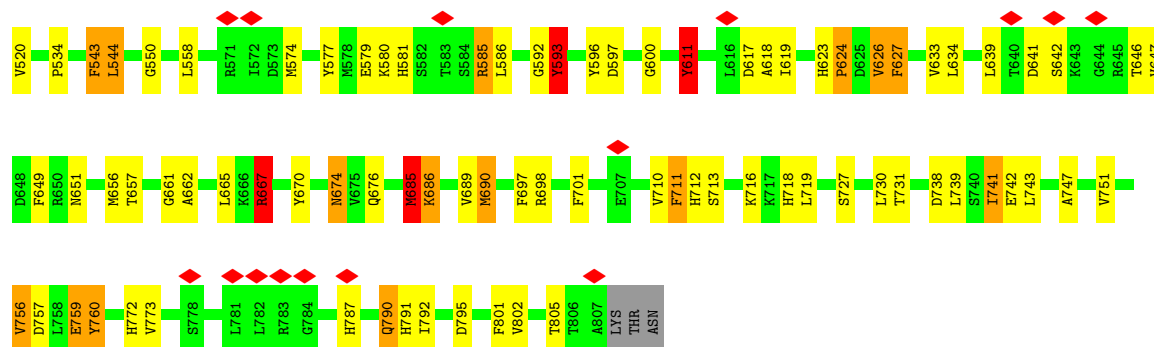 V520 P534 F543 L544 G550 L558 R571 I572 D573 M574 Y577 M578 E579 K580 H581 S582 T583 S584 R585 L586 G592 Y593 Y596 D597 G600 Y611 L616 D617 A618 I619 H623 P624 D625 V626 F627 V633 L634 L639 T640 D641 S642 K643 G644 R645 T646
D648 F649 R650 N651 M656 T657 G661 A662 L665 K666 R667 Y670 N674 V675 Q676 M685 K686 V689 M690 F697 R698 F701 E707 V710 F711 H712 S713 K716 K717 H718 L719 S727 L730 T731 D738 L739 S740 I741 E742 L743 A747 V751
V756 D757 L758 E759 Y760 H772 V773 S778 L781 L782 R783 G784 H787 Q790 H791 I792 D795 F801 V802 T805 T806 A807 LYS THR ASN